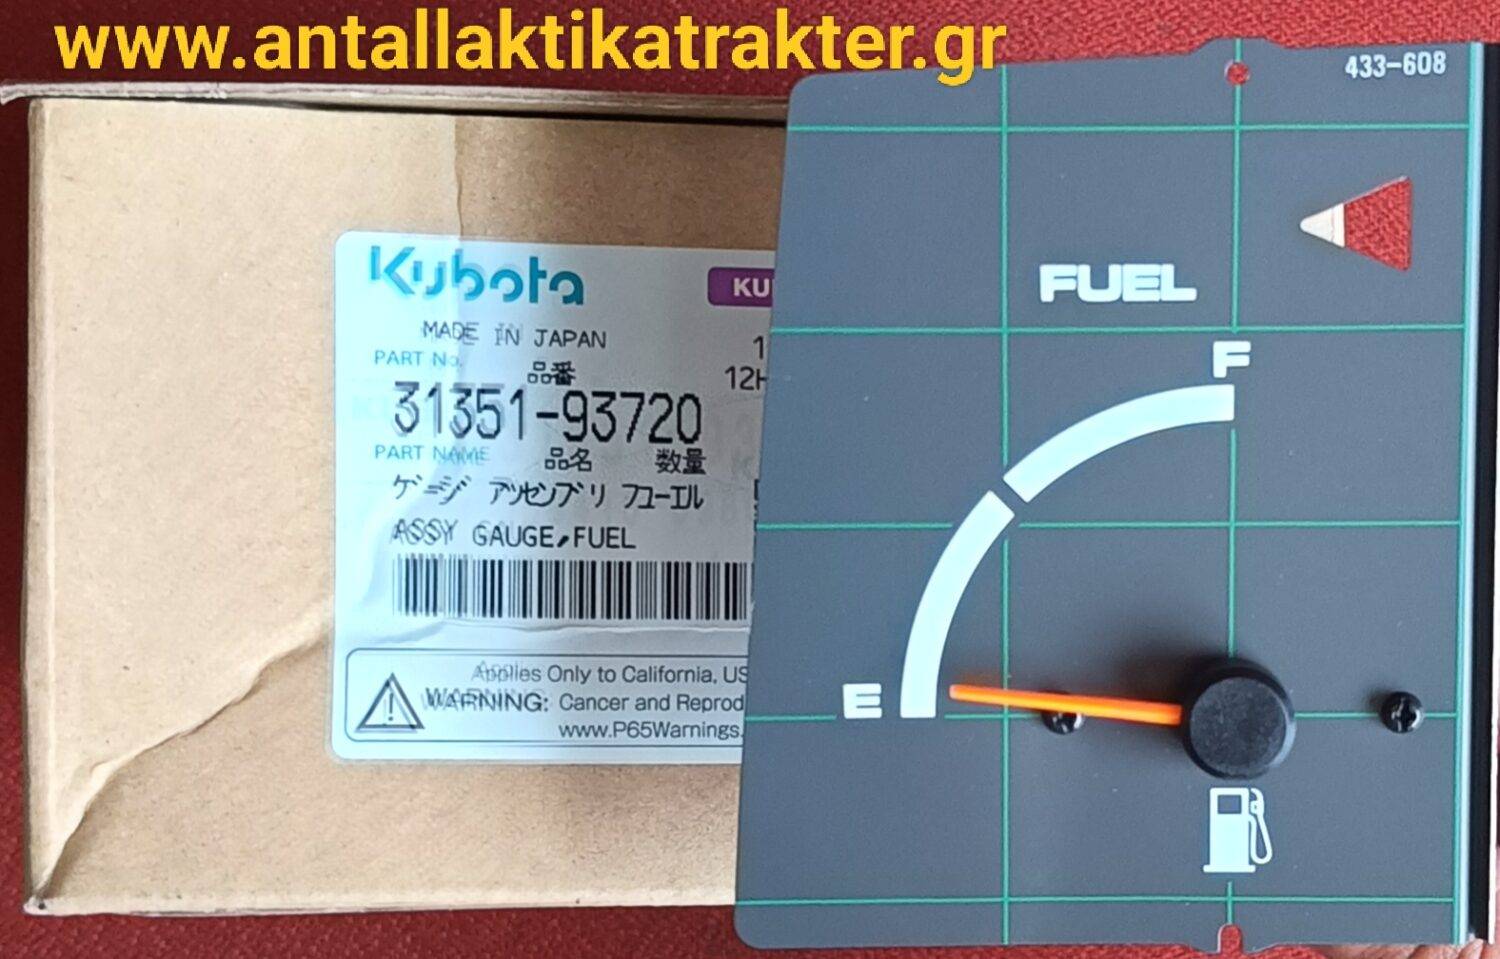 www.antallaktikatrakter.gr
433-608
Kubota
KU
MADE IN JAPAN
PART No.
品番
12H
31351-93720
PART NAME 品名 数量
ゲージ アッセンブリ フューエル
ASSY GAUGE,FUEL
Applies Only to California, US
WARNING: Cancer and Reprod
www.P65Warnings.
FUEL
F
E